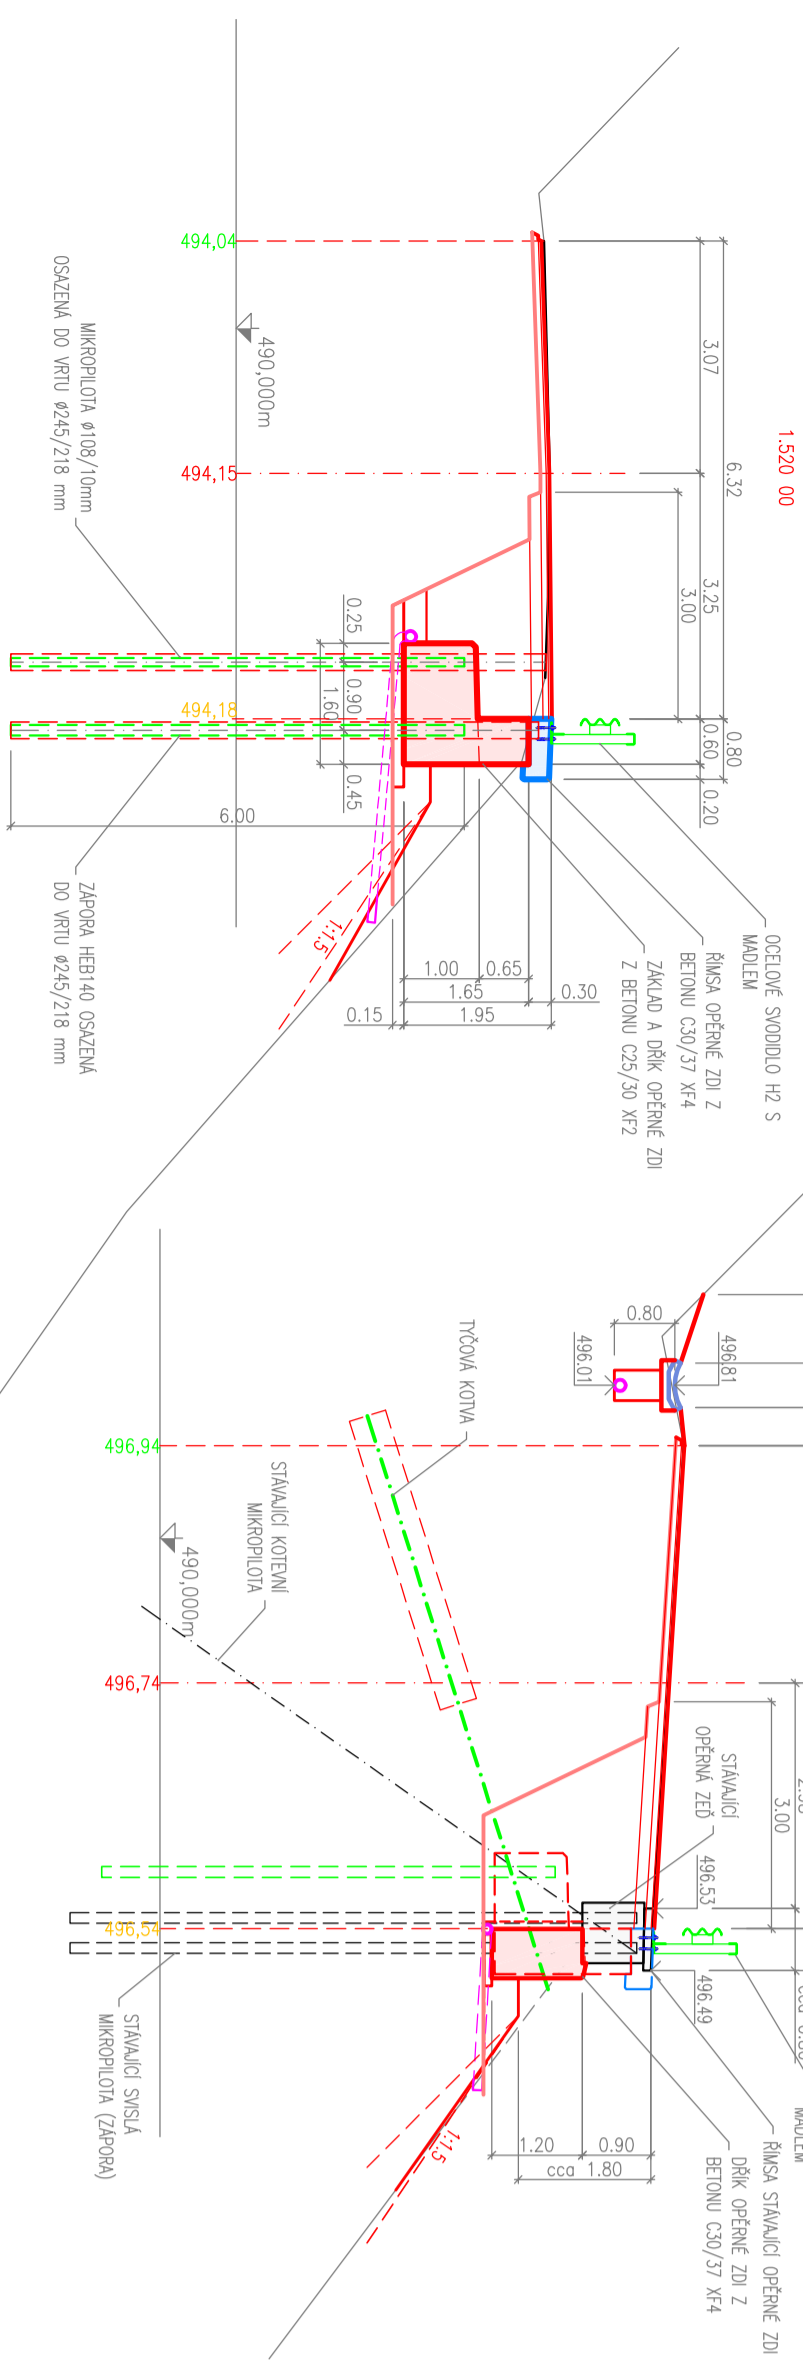 1.520 00
6.32
0.80
3.07
3.25
0.60
0.20
3.00
494,04
494,15
494,18
490,000m
0.25
0.90
0.45
1.60
6.00
1.00
0.65
1.65
0.30
0.15
1.95
1:1.5
MIKROPILOTA ø108/10mm
OSAZENÁ DO VRTU ø245/218 mm
ZÁPORA HEB140 OSAZENÁ
DO VRTU ø245/218 mm
OCELOVÉ SVODIDLO H2 S
MADLEM
ŘÍMSA OPĚRNÉ ZDI Z
BETONU C30/37 XF4
ZÁKLAD A DŘÍK OPĚRNÉ ZDI
Z BETONU C25/30 XF2
0.80
496.01
496.81
TYČOVÁ KOTVA
496,94
STÁVAJÍCÍ KOTEVNÍ
MIKROPILOTA
490,000m
496,74
3.00
STÁVAJÍCÍ
OPĚRNÁ ZEĎ
496.53
496,54
496.49
STÁVAJÍCÍ SVISLÁ
MIKROPILOTA (ZÁPORA)
MADLEM
ŘÍMSA STÁVAJÍCÍ OPĚRNÉ ZDI
DŘÍK OPĚRNÉ ZDI Z
BETONU C30/37 XF4
1.20
0.90
cca 1.80
1:1.5